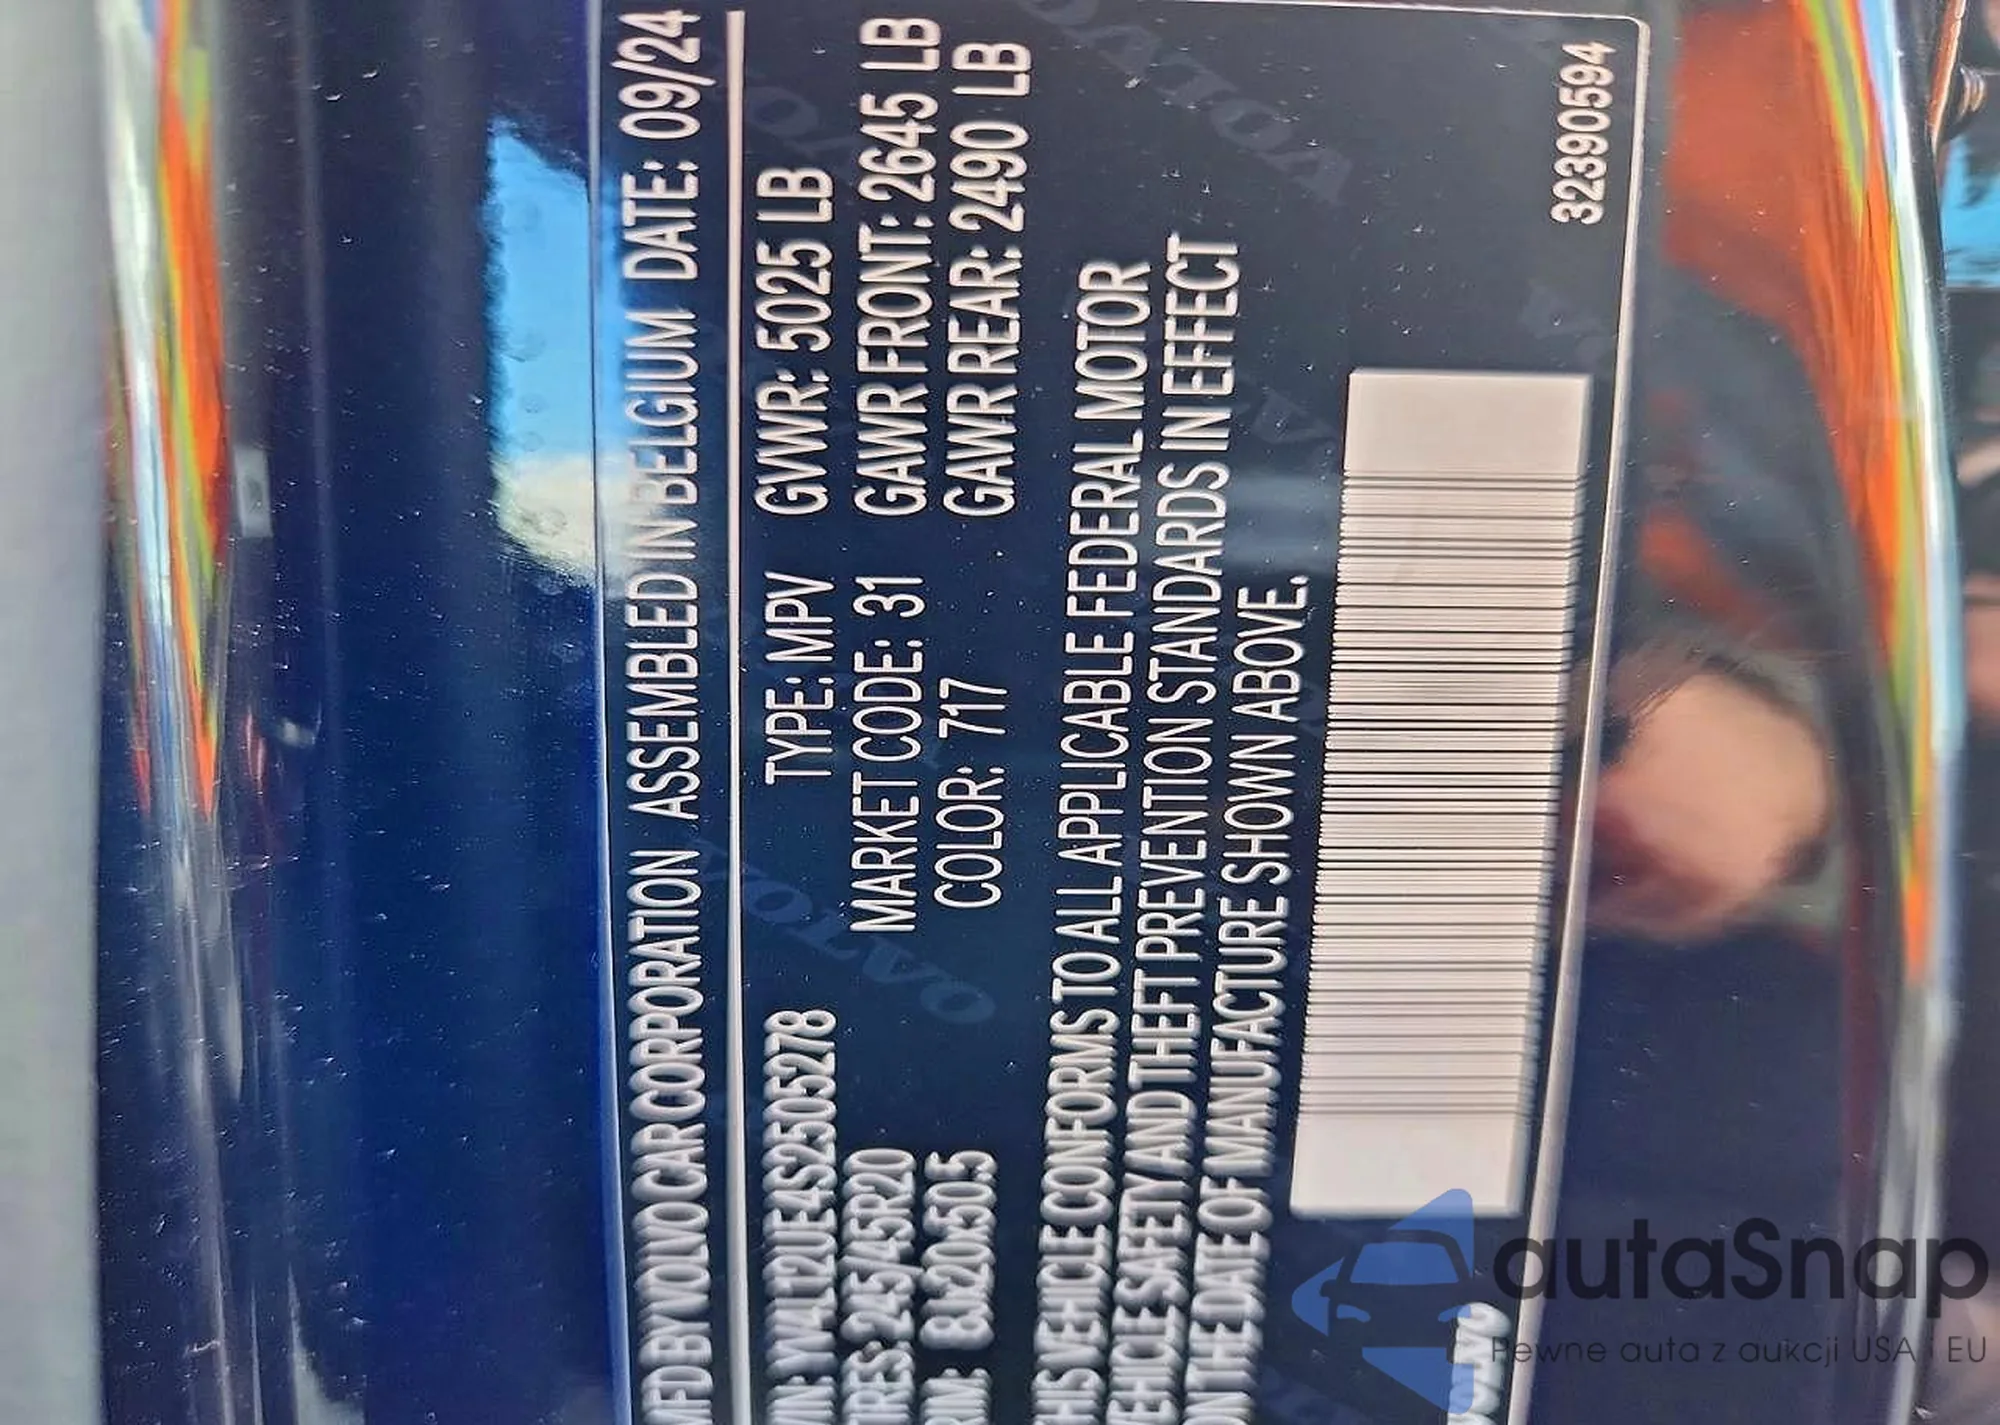 MFD BY VOLVO CAR CORPORATION ASSEMBLED IN BELGIUM DATE: 09/24
VIN: YV4L12UE4S2505278 TYPE: MPV GVWR: 5025 LB
TIRES: 245/45R20 MARKET CODE: 31 GAWR FRONT: 2645 LB
RIM: 8Jx20x50.5 COLOR: 717 GAWR REAR: 2490 LB
THIS VEHICLE CONFORMS TO ALL APPLICABLE FEDERAL MOTOR
VEHICLE SAFETY AND THEFT PREVENTION STANDARDS IN EFFECT
ON THE DATE OF MANUFACTURE SHOWN ABOVE.
VOLVO
32390594
autaSnap
Pewne auta z aukcji USA i EU